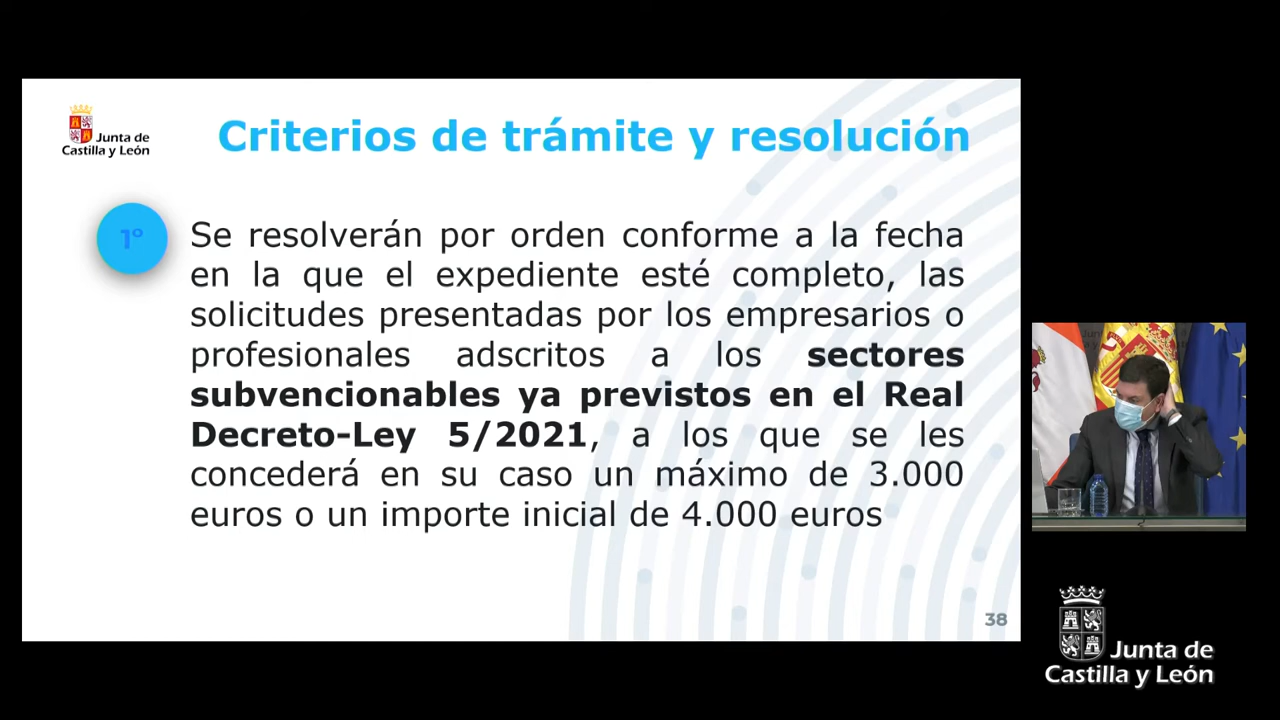 Junta de
Castilla y León
Criterios de trámite y resolución
1º
Se resolverán por orden conforme a la fecha
en la que el expediente esté completo, las
solicitudes presentadas por los empresarios o
profesionales adscritos a los sectores
subvencionables ya previstos en el Real
Decreto-Ley 5/2021, a los que se les
concederá en su caso un máximo de 3.000
euros o un importe inicial de 4.000 euros
38
Junta de
Castilla y León